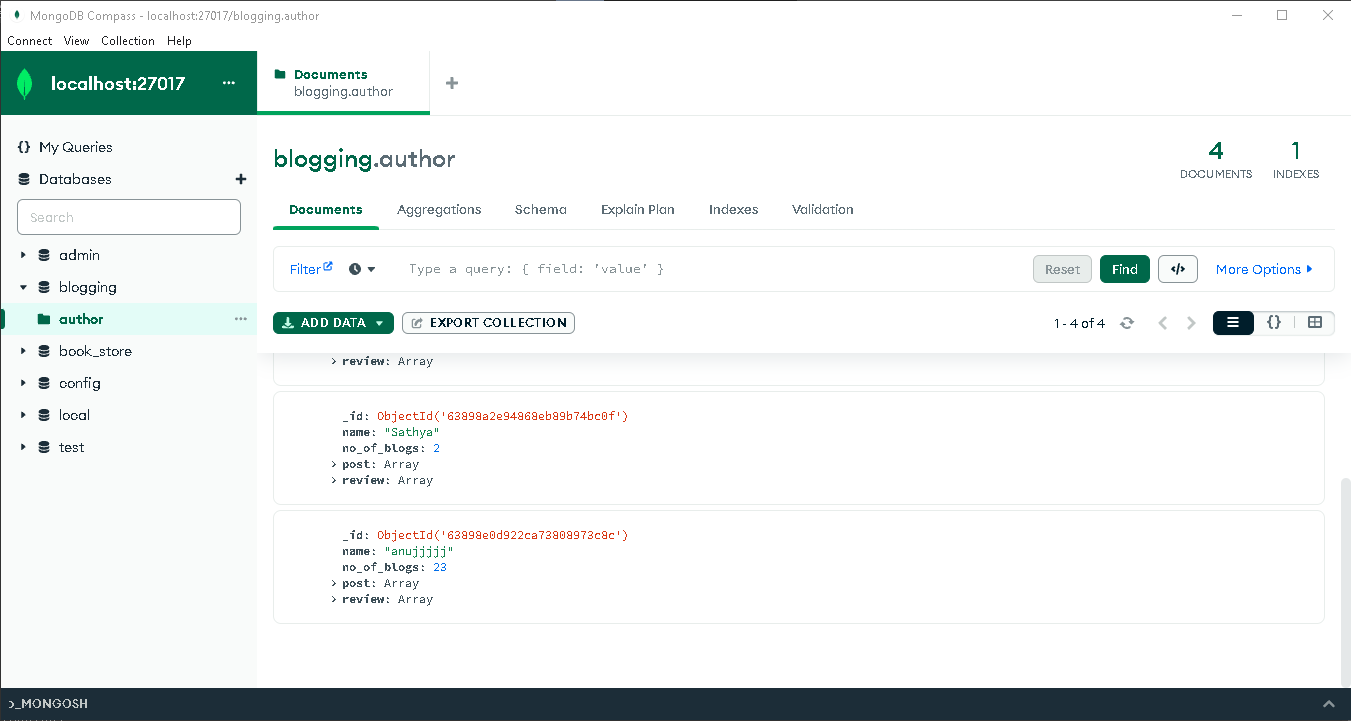 MongoDB Compass - localhost:27017/blogging.author
Connect View Collection Help
localhost:27017 ...
Documents
blogging.author
+
{} My Queries
Databases +
Search
admin
blogging
author ...
book_store
config
local
test
blogging.author
4
DOCUMENTS
1
INDEXES
Documents Aggregations Schema Explain Plan Indexes Validation
Filter Type a query: { field: 'value' } Reset Find </> More Options
ADD DATA EXPORT COLLECTION 1 - 4 of 4 {}
> review: Array
_id: ObjectId('63898a2e94868eb89b74bc0f')
name: "Sathya"
no_of_blogs: 2
> post: Array
> review: Array
_id: ObjectId('63898e0d922ca73808973c8c')
name: "anujjjjj"
no_of_blogs: 23
> post: Array
> review: Array
>_MONGOSH